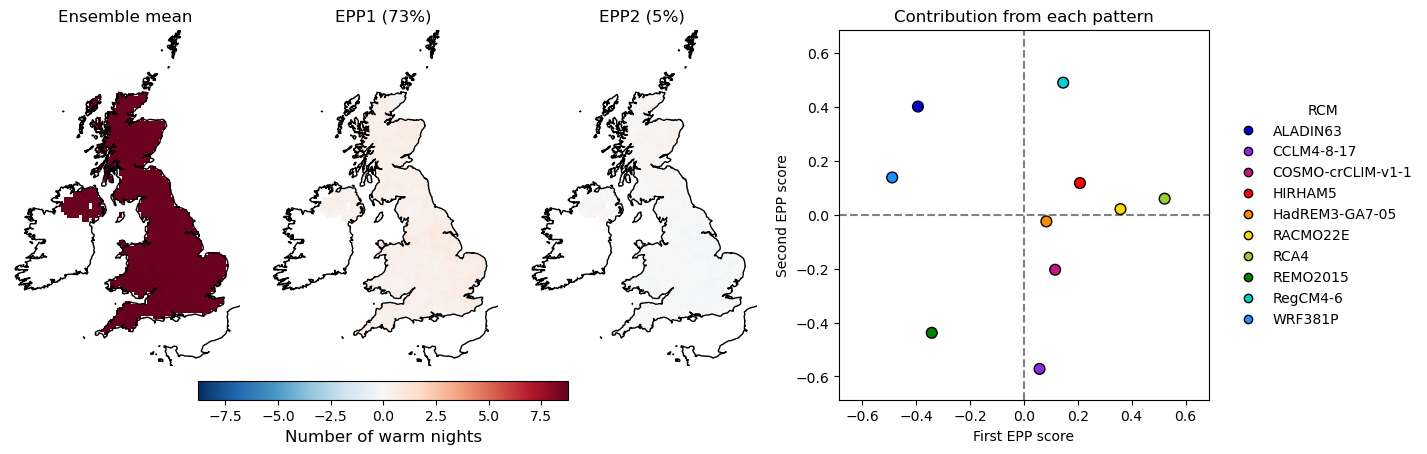 Ensemble mean
EPP1 (73%)
EPP2 (5%)
−7.5 −5.0 −2.5 0.0 2.5 5.0 7.5
Number of warm nights
Contribution from each pattern
Second EPP score
0.6
0.4
0.2
0.0
−0.2
−0.4
−0.6
−0.6 −0.4 −0.2 0.0 0.2 0.4 0.6
First EPP score
RCM
ALADIN63
CCLM4-8-17
COSMO-crCLIM-v1-1
HIRHAM5
HadREM3-GA7-05
RACMO22E
RCA4
REMO2015
RegCM4-6
WRF381P